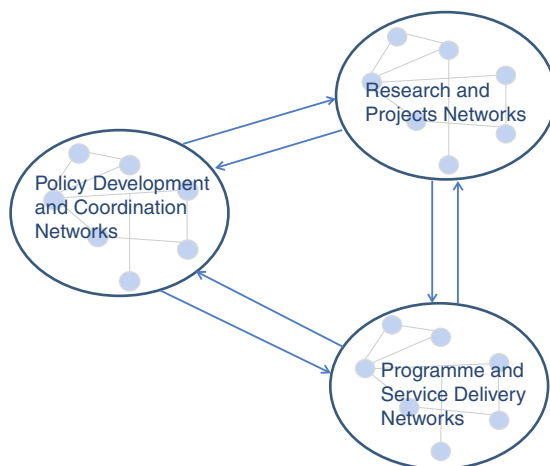 Research and
Projects Networks
Policy Development
and Coordination
Networks
Programme and
Service Delivery
Networks